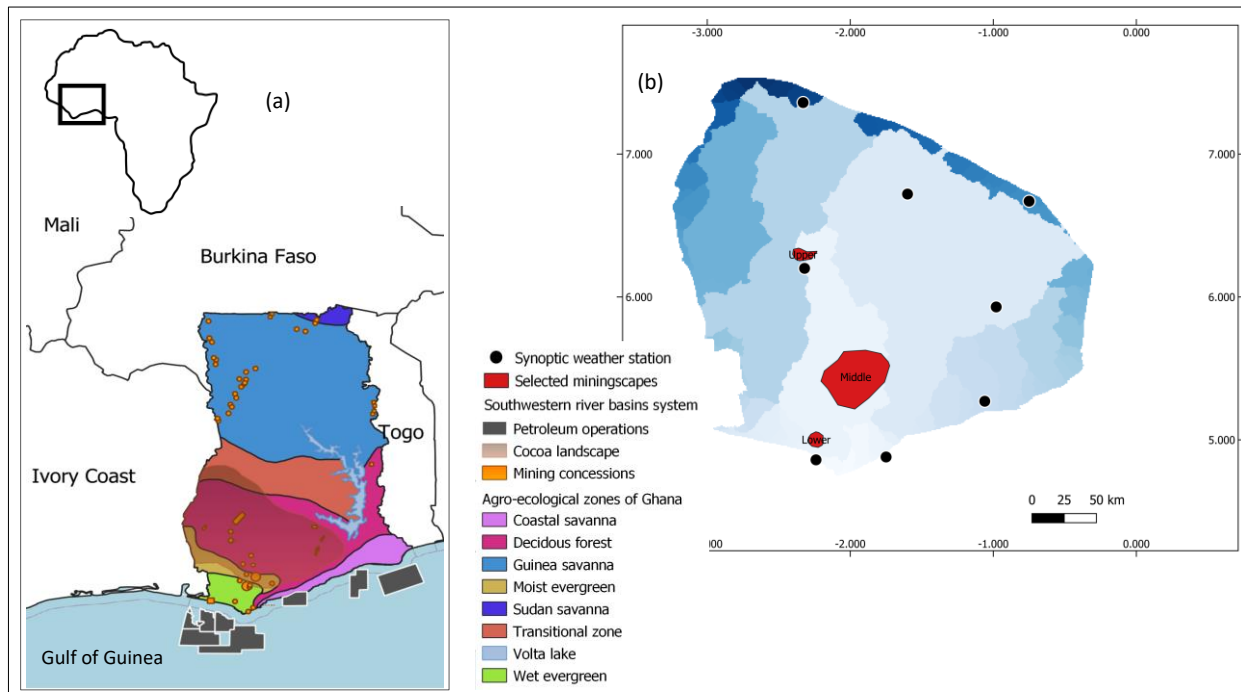 (a)
Mali
Burkina Faso
Togo
Ivory Coast
Gulf of Guinea
Synoptic weather station
Selected miningscapes
Southwestern river basins system
Petroleum operations
Cocoa landscape
Mining concessions
Agro-ecological zones of Ghana
Coastal savanna
Decidous forest
Guinea savanna
Moist evergreen
Sudan savanna
Transitional zone
Volta lake
Wet evergreen
-3.000 -2.000 -1.000 0.000
(b)
7.000 7.000
Upper
6.000 6.000
Middle
Lower
5.000 5.000
0 25 50 km
.000 -2.000 -1.000 0.000